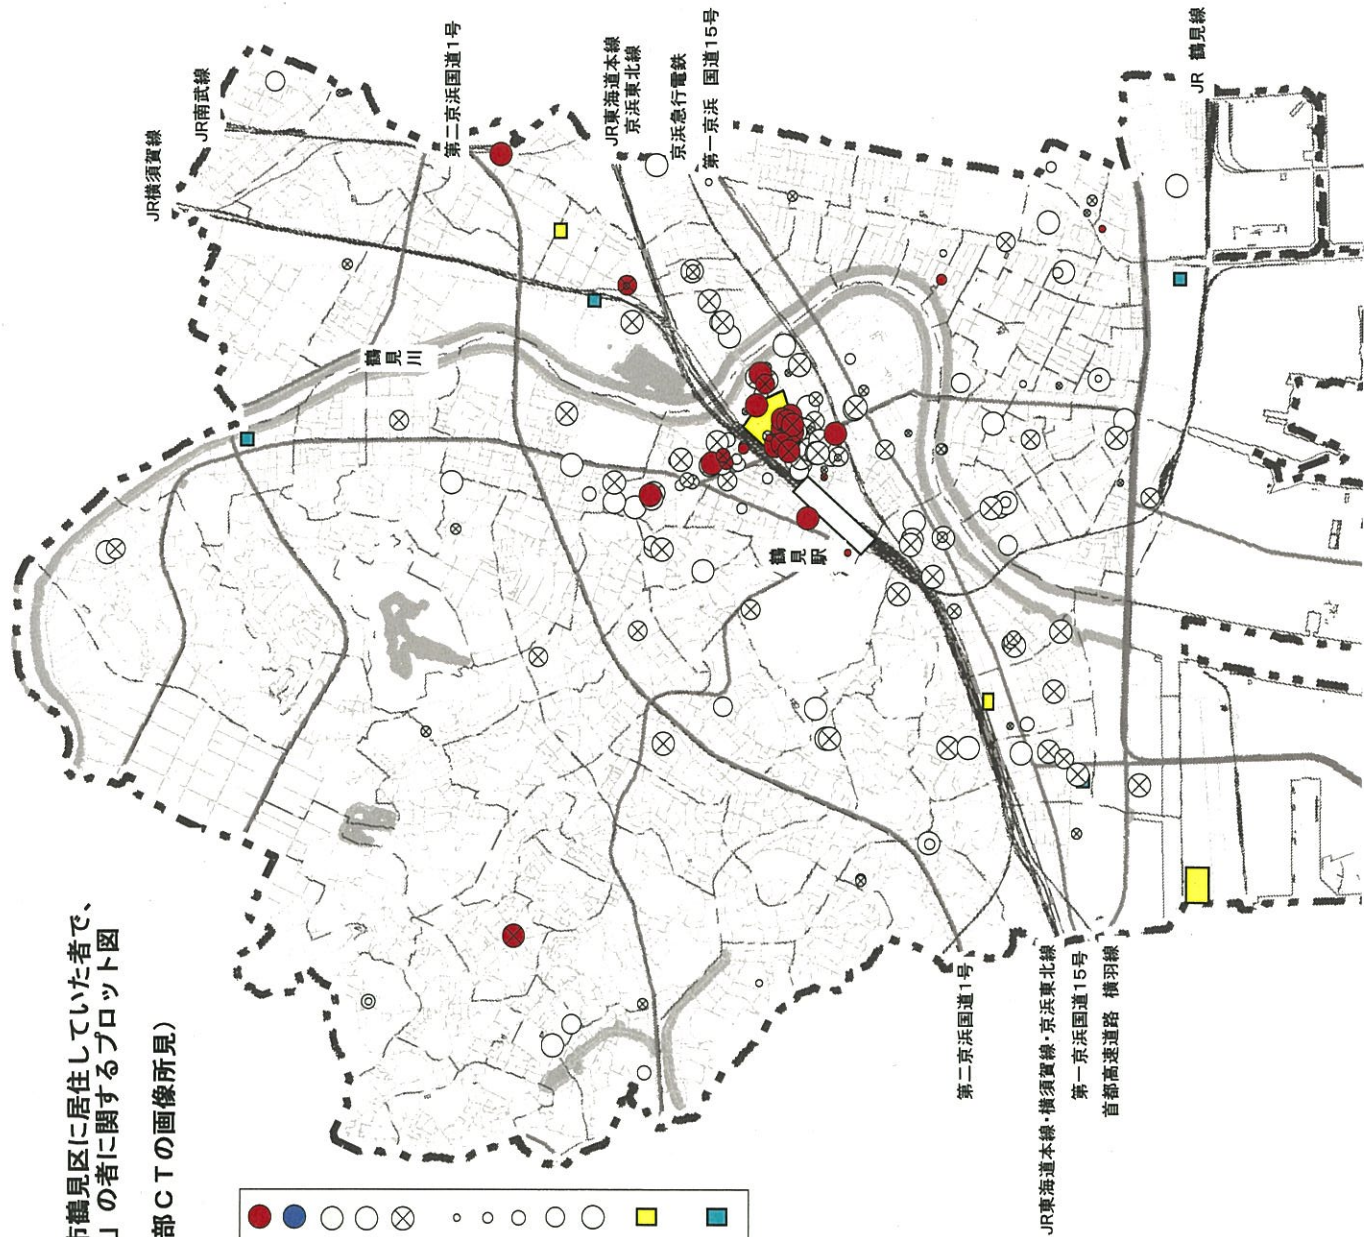 市鶴見区に居住していた者で、
」の者に関するプロット図
部CTの画像所見）
JR横須賀線
JR南武線
第二京浜国道1号
JR東海道本線
京浜東北線
京浜急行電鉄
第一京浜 国道15号
JR 鶴見線
鶴見川
鶴見駅
第二京浜国道1号
JR東海道本線・横須賀線・京浜東北線
第一京浜国道15号
首都高速道路 横羽線